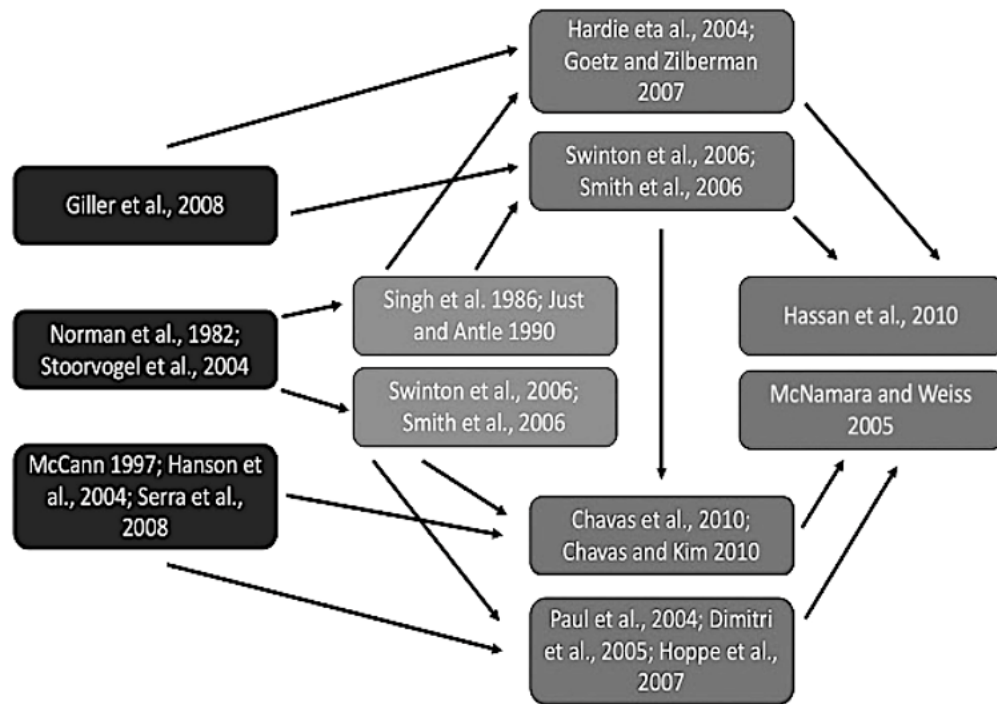 Hardie eta al., 2004;
Goetz and Zilberman
2007
Swinton et al., 2006;
Smith et al., 2006
Giller et al., 2008
Singh et al. 1986; Just
and Antle 1990
Hassan et al., 2010
Norman et al., 1982;
Stoorvogel et al., 2004
Swinton et al., 2006;
Smith et al., 2006
McNamara and Weiss
2005
McCann 1997; Hanson
et al., 2004; Serra et al.,
2008
Chavas et al., 2010;
Chavas and Kim 2010
Paul et al., 2004; Dimitri
et al., 2005; Hoppe et al.,
2007